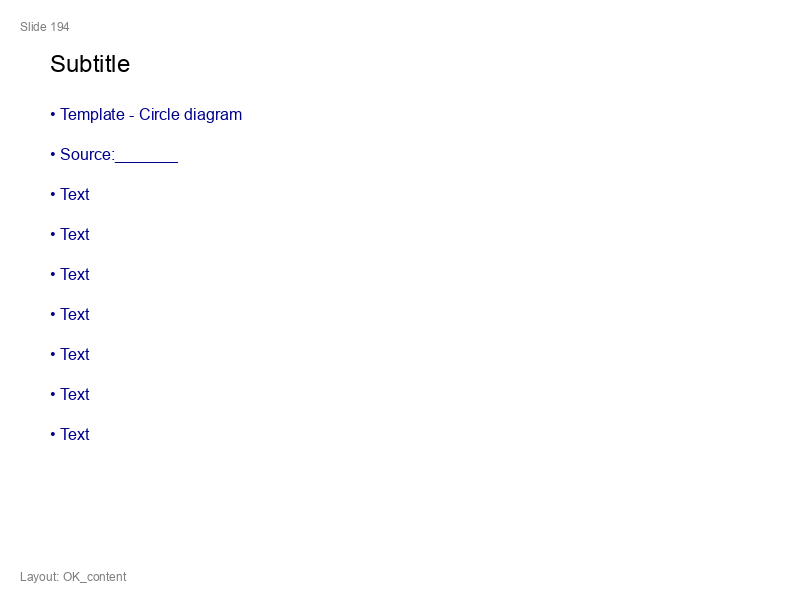 Slide 194
Subtitle
• Template - Circle diagram
• Source:_______
• Text
• Text
• Text
• Text
• Text
• Text
• Text
Layout: OK_content